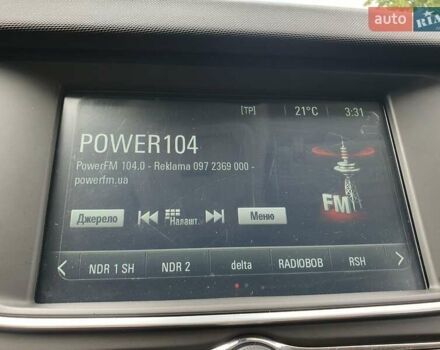 auto RIA
[TP] 21°C 3:31
POWER104
PowerFM 104.0 - Reklama 097 2369 000 -
powerfm.ua
FM
Джерело Налашт. Меню
NDR 1 SH NDR 2 delta RADIOBOB RSH